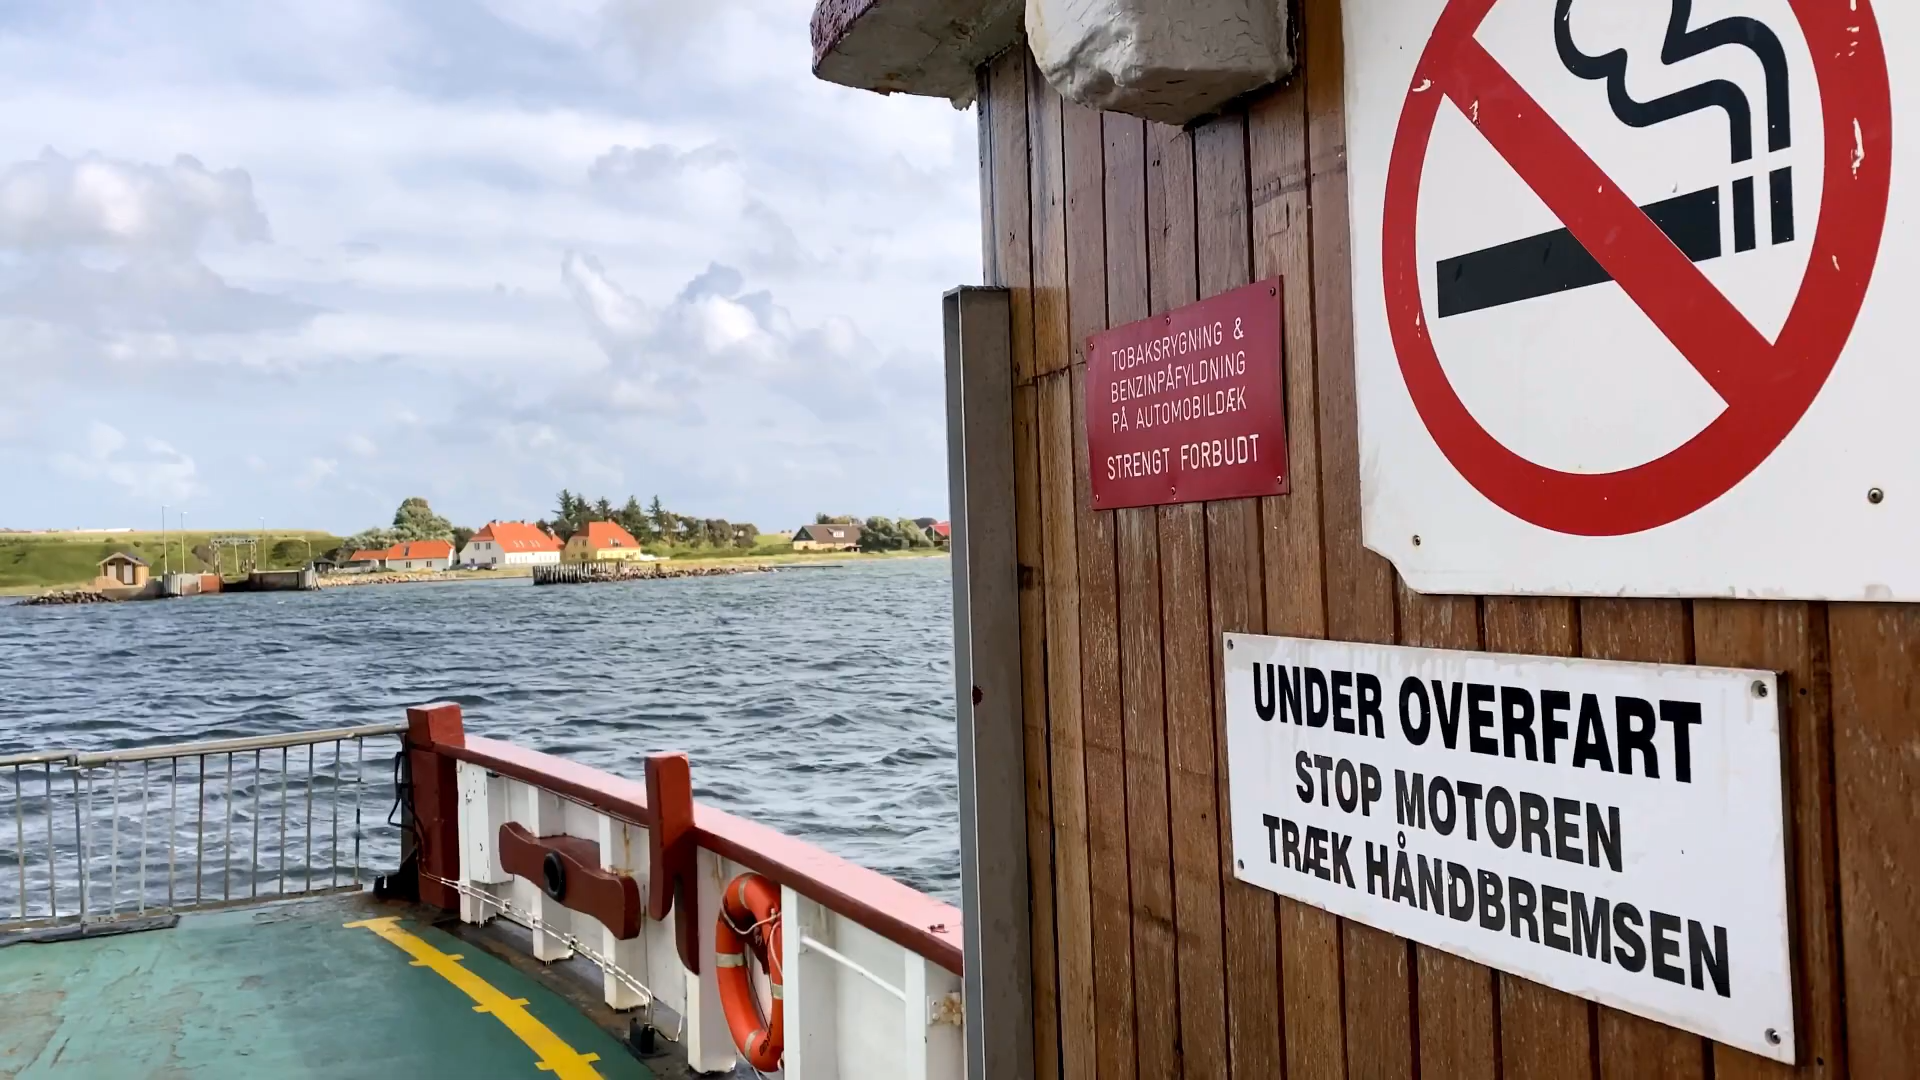 TOBAKSRYGNING &
BENZINPÅFYLDNING
PÅ AUTOMOBILDÆK
STRENGT FORBUDT
UNDER OVERFART
STOP MOTOREN
TRÆK HÅNDBREMSEN